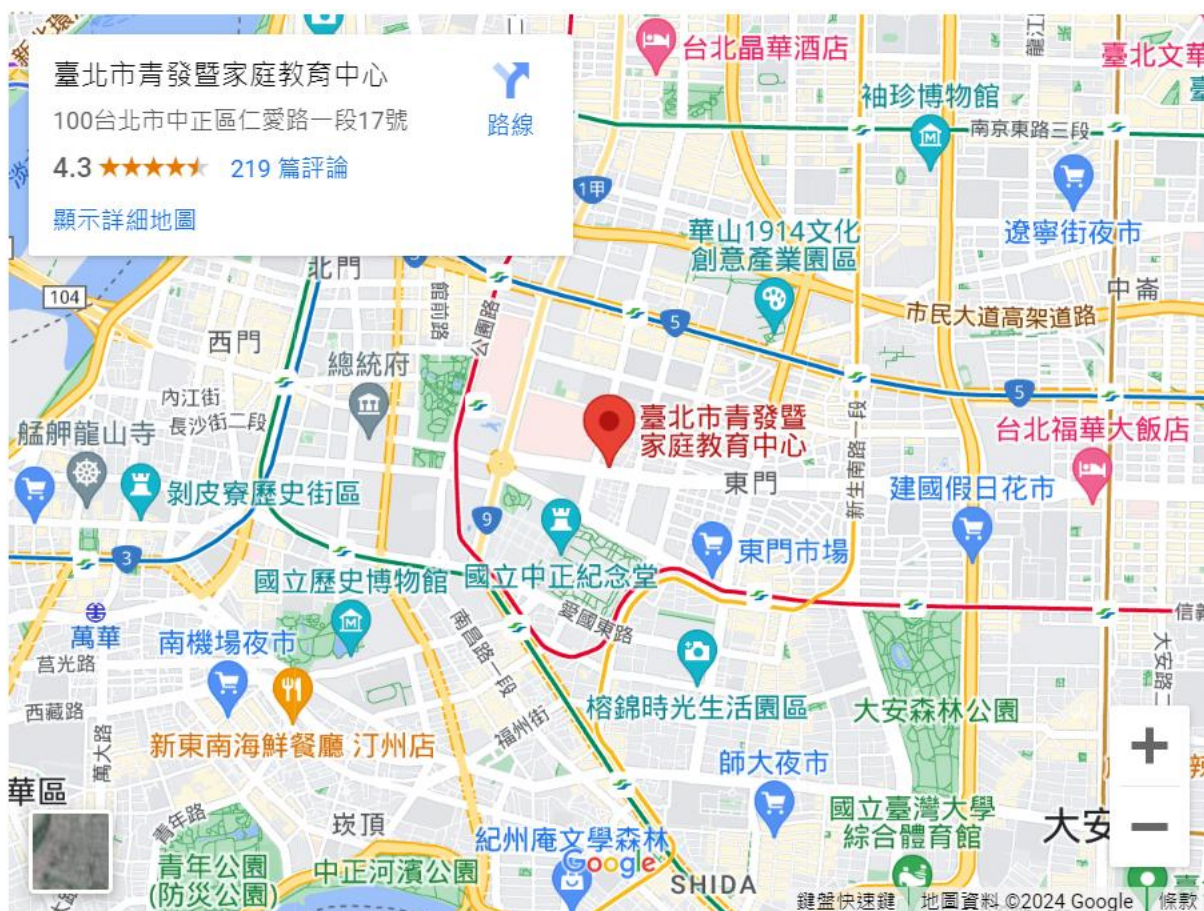 臺北市青發暨家庭教育中心
100台北市中正區仁愛路一段17號
4.3
219 篇評論
顯示詳細地圖
路線
台北晶華酒店
龍江
臺北文華
袖珍博物館
南京東路三段
1甲
華山1914文化
創意產業園區
遼寧街夜市
北門
104
館前路
公園路
中崙
5
市民大道高架道路
西門
總統府
內江街
長沙街二段
5
艋舺龍山寺
臺北市青發暨
家庭教育中心
新生南路一段
台北福華大飯店
剝皮寮歷史街區
東門
建國假日花市
9
3
東門市場
國立歷史博物館
國立中正紀念堂
愛國東路
信義
萬華
南機場夜市
南昌路一段
大安路二
莒光路
西藏路
榕錦時光生活園區
大安森林公園
福州街
新東南海鮮餐廳 汀州店
萬大路
師大夜市
+
華區
青年路
崁頂
國立臺灣大學
綜合體育館
大安
−
紀州庵文學森林
青年公園
(防災公園)
中正河濱公園
Google
SHIDA
鍵盤快速鍵
地圖資料 ©2024 Google
條款